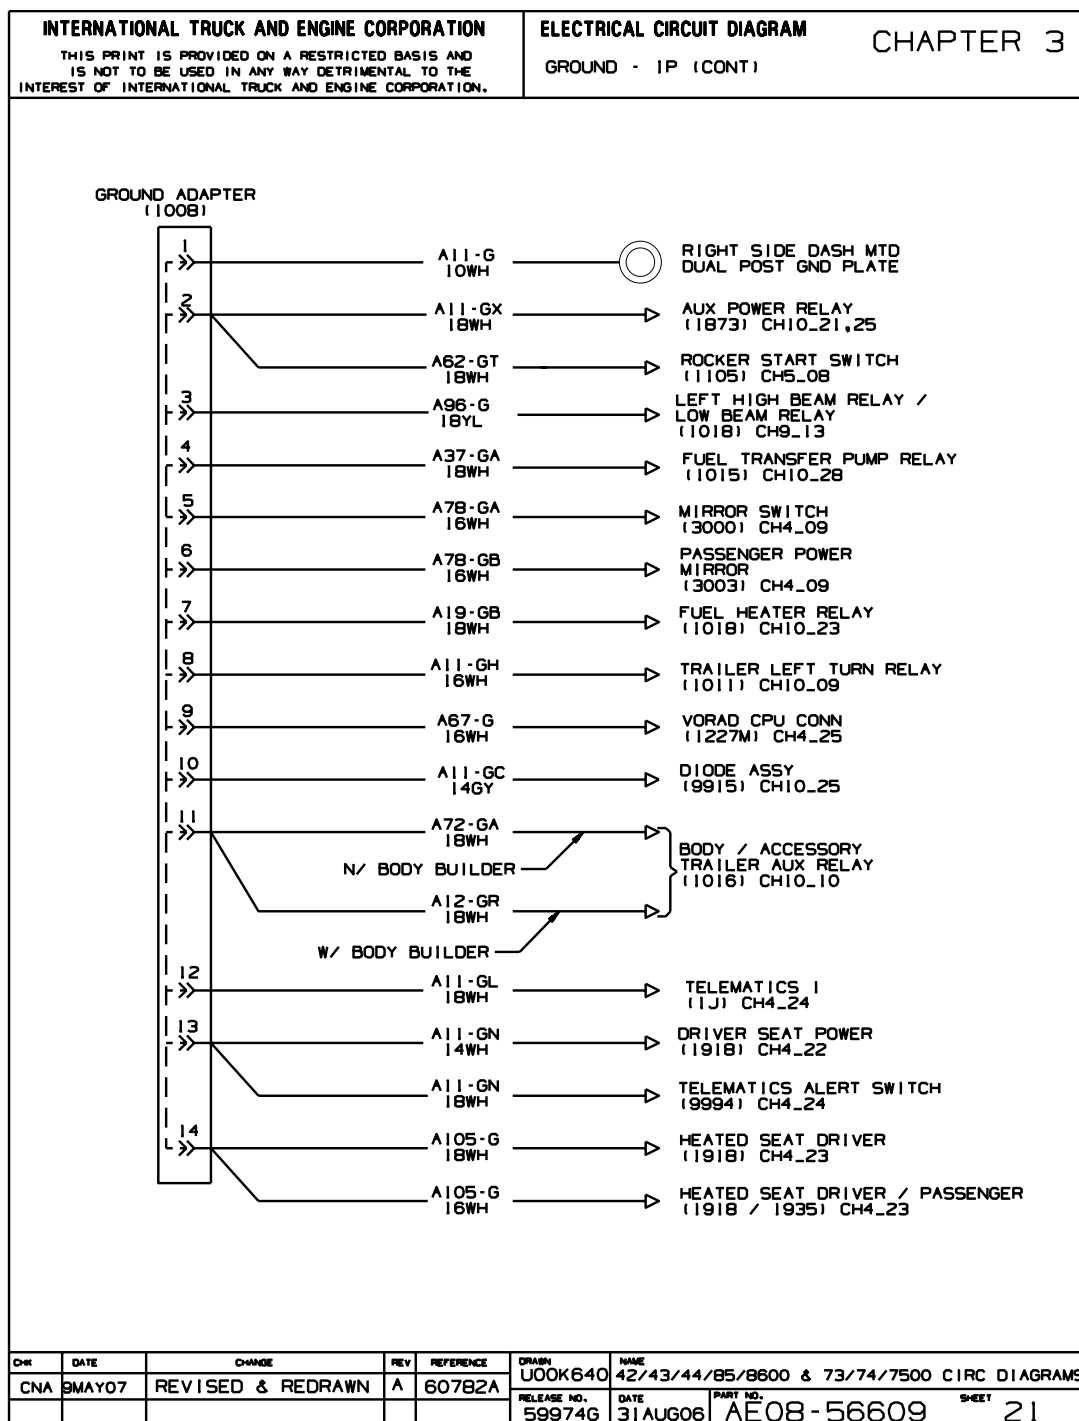 INTERNATIONAL TRUCK AND ENGINE CORPORATION
THIS PRINT IS PROVIDED ON A RESTRICTED BASIS AND
IS NOT TO BE USED IN ANY WAY DETRIMENTAL TO THE
INTEREST OF INTERNATIONAL TRUCK AND ENGINE CORPORATION.
ELECTRICAL CIRCUIT DIAGRAM
GROUND - IP (CONT)
CHAPTER 3
GROUND ADAPTER
(1008)
1
A11-G
10WH
RIGHT SIDE DASH MTD
DUAL POST GND PLATE
2
A11-GX
18WH
AUX POWER RELAY
(1873) CH10_21,25
A62-GT
18WH
ROCKER START SWITCH
(1105) CH5_08
3
A96-G
18YL
LEFT HIGH BEAM RELAY /
LOW BEAM RELAY
(1018) CH9_13
4
A37-GA
18WH
FUEL TRANSFER PUMP RELAY
(1015) CH10_28
5
A78-GA
16WH
MIRROR SWITCH
(3000) CH4_09
6
A78-GB
16WH
PASSENGER POWER
MIRROR
(3003) CH4_09
7
A19-GB
18WH
FUEL HEATER RELAY
(1018) CH10_23
8
A11-GH
16WH
TRAILER LEFT TURN RELAY
(1011) CH10_09
9
A67-G
16WH
VORAD CPU CONN
(1227M) CH4_25
10
A11-GC
14GY
DIODE ASSY
(9915) CH10_25
11
A72-GA
18WH
N/ BODY BUILDER
BODY / ACCESSORY
TRAILER AUX RELAY
(1016) CH10_10
A12-GR
18WH
W/ BODY BUILDER
12
A11-GL
18WH
TELEMATICS 1
(1J) CH4_24
13
A11-GN
14WH
DRIVER SEAT POWER
(1918) CH4_22
A11-GN
18WH
TELEMATICS ALERT SWITCH
(9994) CH4_24
14
A105-G
18WH
HEATED SEAT DRIVER
(1918) CH4_23
A105-G
16WH
HEATED SEAT DRIVER / PASSENGER
(1918 / 1935) CH4_23
CHK DATE CHANGE REV REFERENCE
CNA 9MAY07 REVISED & REDRAWN A 60782A
DRAWN
U00K640
NAME
42/43/44/85/8600 & 73/74/7500 CIRC DIAGRAMS
RELEASE NO.
59974G
DATE
31AUG06
PART NO.
AE08-56609
SHEET
21